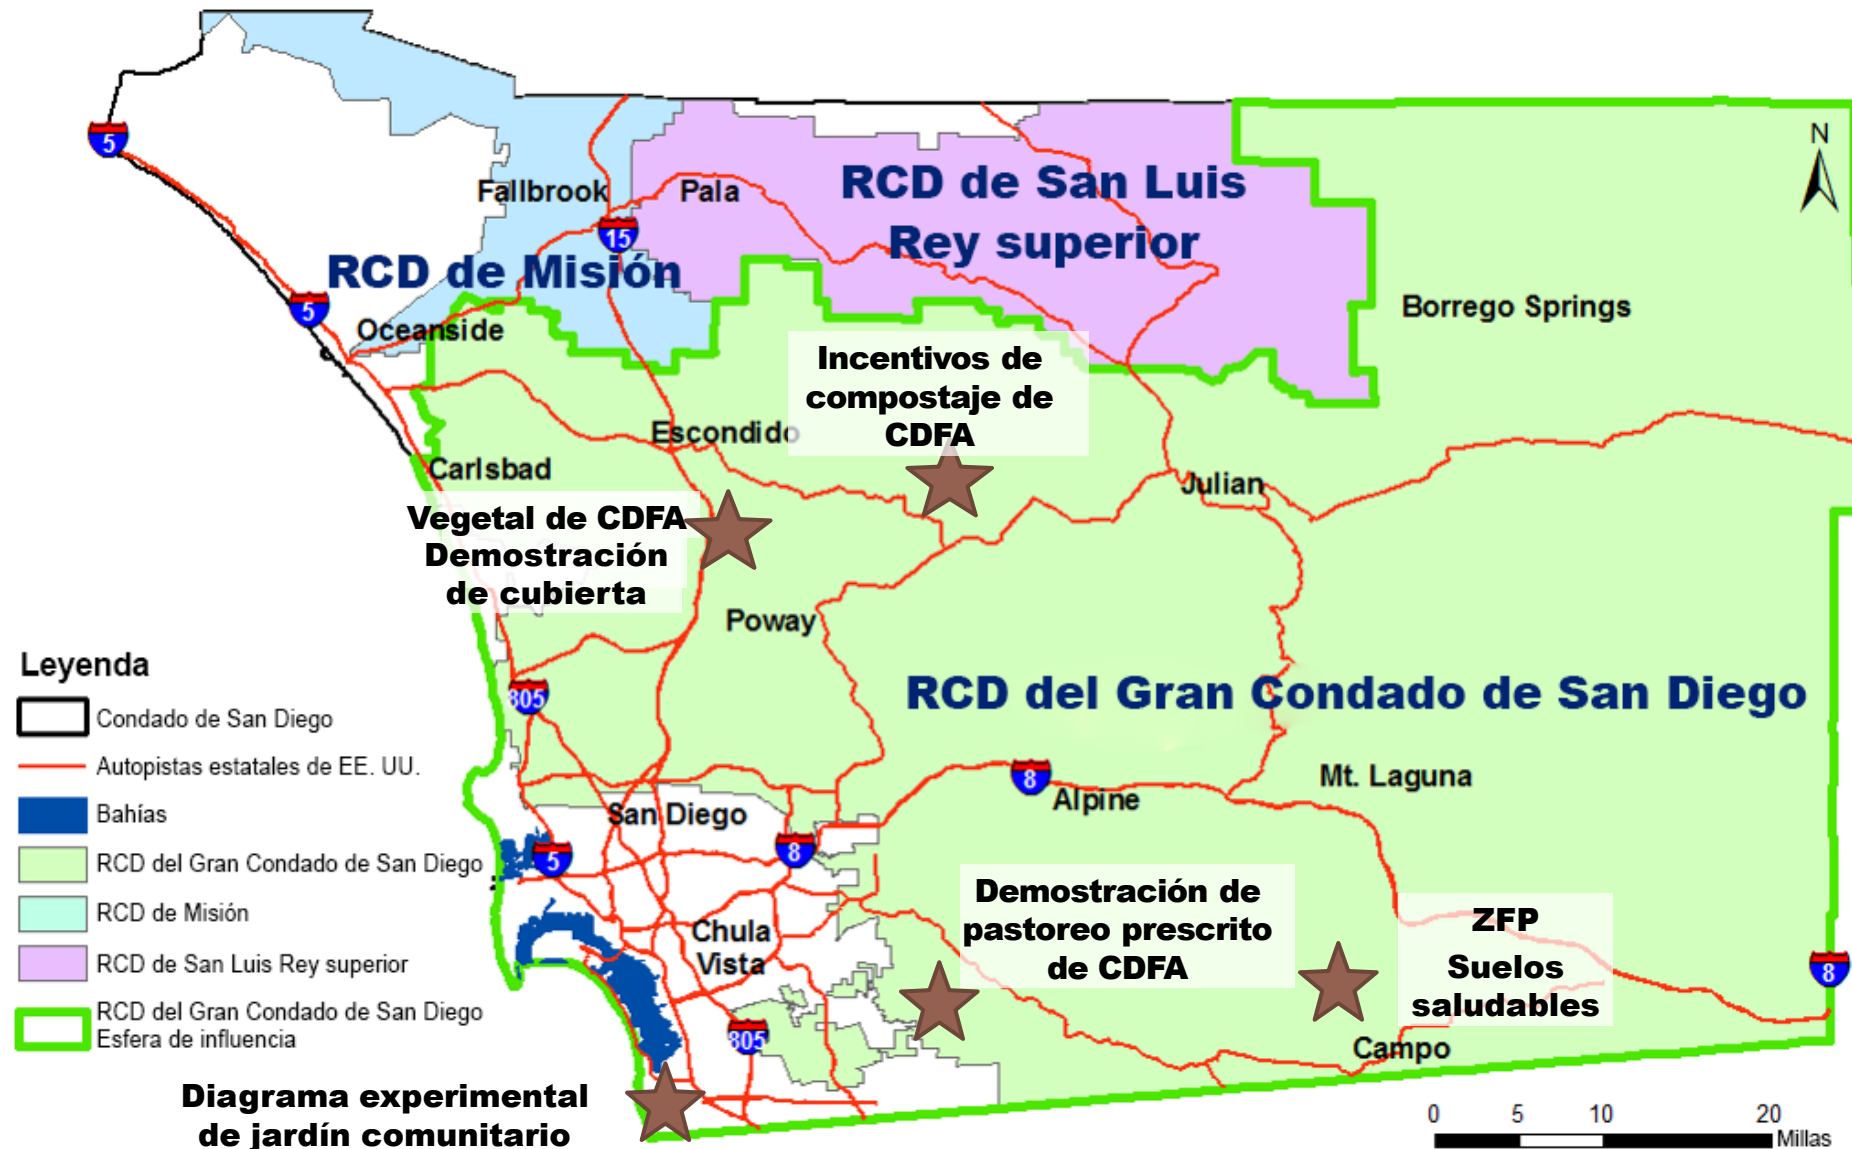 N
5
Fallbrook
Pala
RCD de San Luis
Rey superior
15
RCD de Misión
5
Borrego Springs
Oceanside
Incentivos de
compostaje de
CDFA
Escondido
Carlsbad
Julian
Vegetal de CDFA
Demostración
de cubierta
Poway
Leyenda
Condado de San Diego
Autopistas estatales de EE. UU.
Bahías
RCD del Gran Condado de San Diego
RCD de Misión
RCD de San Luis Rey superior
RCD del Gran Condado de San Diego
Esfera de influencia
805
RCD del Gran Condado de San Diego
8
Alpine
Mt. Laguna
San Diego
5
8
Chula
Vista
Demostración de
pastoreo prescrito
de CDFA
ZFP
Suelos
saludables
8
805
Campo
Diagrama experimental
de jardín comunitario
0 5 10 20
Millas